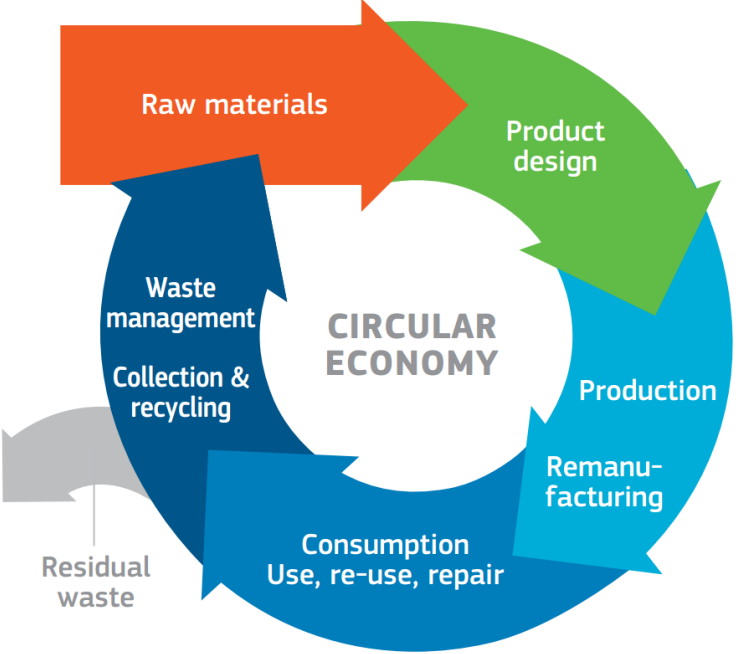 Raw materials
Product
design
Production
Remanu-
facturing
Consumption
Use, re-use, repair
Waste
management
Collection &
recycling
Residual
waste
CIRCULAR
ECONOMY